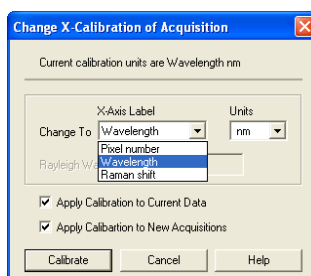 Change X-Calibration of Acquisition
Current calibration units are Wavelength nm
X-Axis Label Units
Change To Wavelength nm
Pixel number
Rayleigh Wa Wavelength
Raman shift
Apply Calibration to Current Data
Apply Calibartion to New Acquisitions
Calibrate Cancel Help